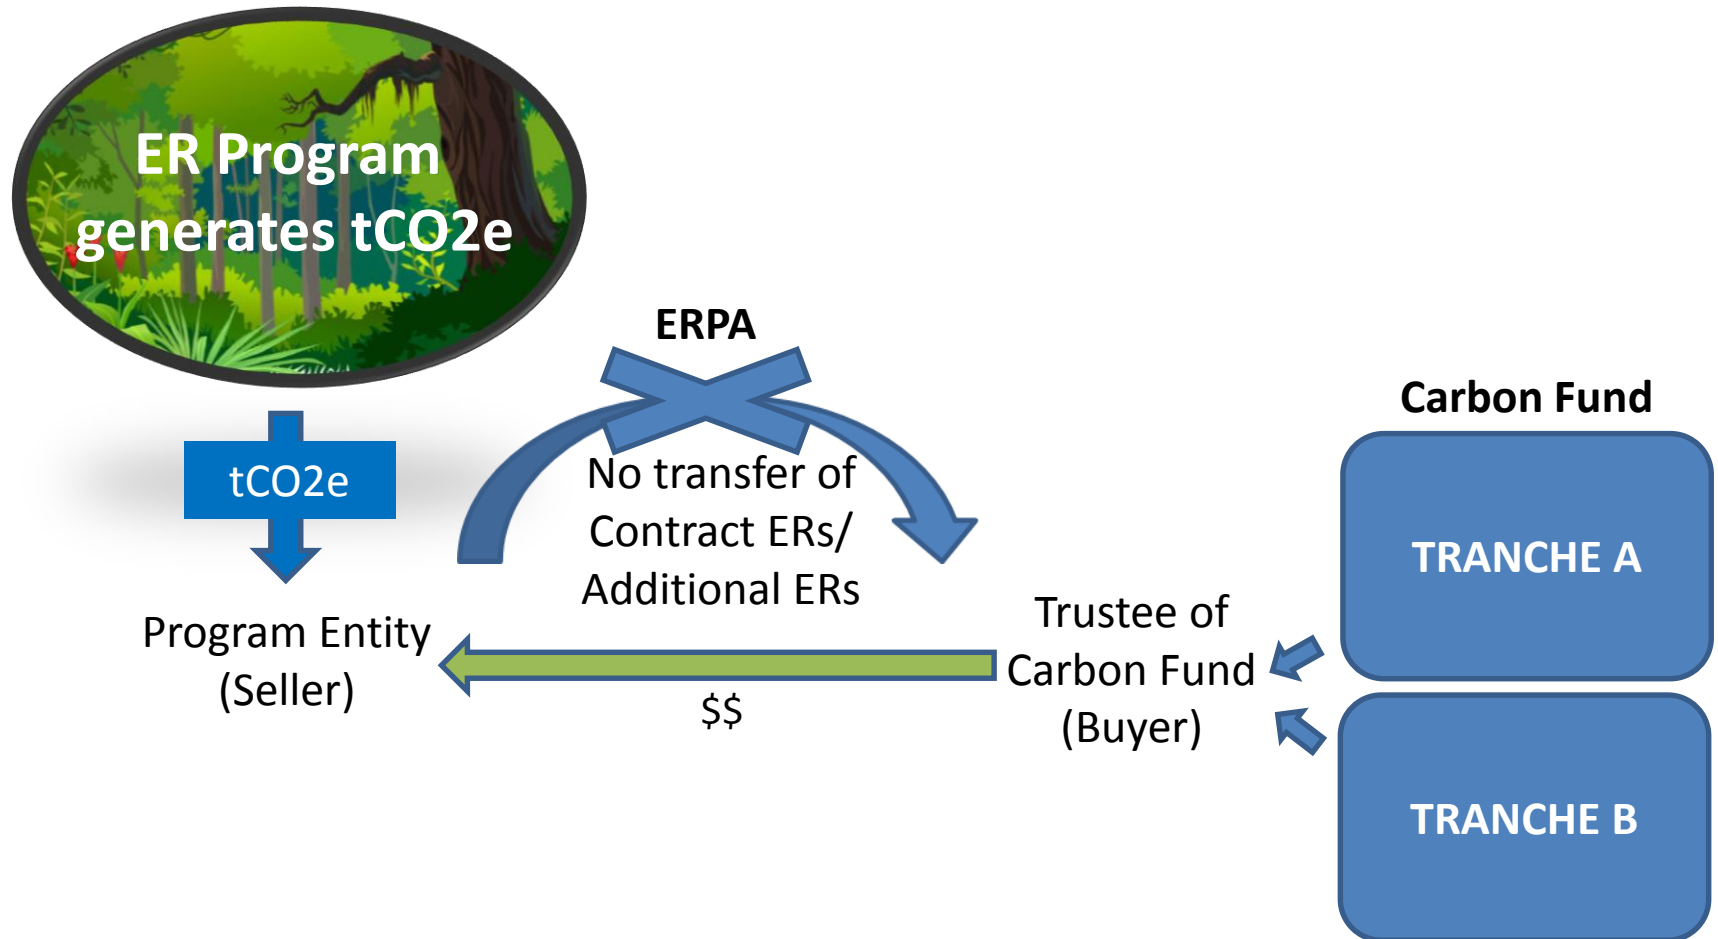 ER Program
generates tCO2e
ERPA
Carbon Fund
tCO2e
No transfer of
Contract ERs/
Additional ERs
TRANCHE A
Program Entity
(Seller)
$$
Trustee of
Carbon Fund
(Buyer)
TRANCHE B